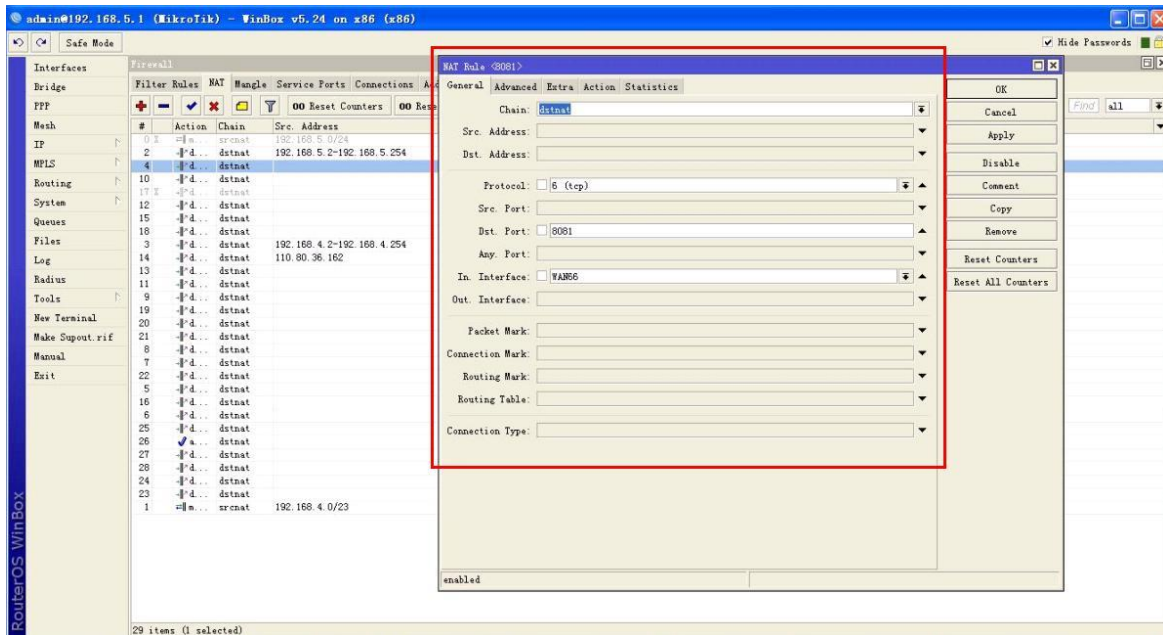 admin@192.168.5.1 (MikroTik) - WinBox v5.24 on x86 (x86)
Safe Mode
Hide Passwords
Interfaces
Bridge
PPP
Mesh
IP
MPLS
Routing
System
Queues
Files
Log
Radius
Tools
New Terminal
Make Supout.rif
Manual
Exit
RouterOS WinBox
Firewall
Filter Rules NAT Mangle Service Ports Connections
00 Reset Counters 00
Find all
# Action Chain Src. Address
0 X m... srcnat 192.168.5.0/24
2 d... dstnat 192.168.5.2-192.168.5.254
4 d... dstnat
10 d... dstnat
17 X d... dstnat
12 d... dstnat
15 d... dstnat
18 d... dstnat
3 d... dstnat 192.168.4.2-192.168.4.254
14 d... dstnat 110.80.36.162
13 d... dstnat
11 d... dstnat
9 d... dstnat
19 d... dstnat
20 d... dstnat
21 d... dstnat
8 d... dstnat
7 d... dstnat
22 d... dstnat
5 d... dstnat
16 d... dstnat
6 d... dstnat
25 d... dstnat
26 a... dstnat
27 d... dstnat
28 d... dstnat
24 d... dstnat
23 d... dstnat
1 m... srcnat 192.168.4.0/23
29 items (1 selected)
NAT Rule <8081>
General Advanced Extra Action Statistics
Chain: dstnat
Src. Address:
Dst. Address:
Protocol: 6 (tcp)
Src. Port:
Dst. Port: 8081
Any. Port:
In. Interface: WAN66
Out. Interface:
Packet Mark:
Connection Mark:
Routing Mark:
Routing Table:
Connection Type:
OK
Cancel
Apply
Disable
Comment
Copy
Remove
Reset Counters
Reset All Counters
enabled